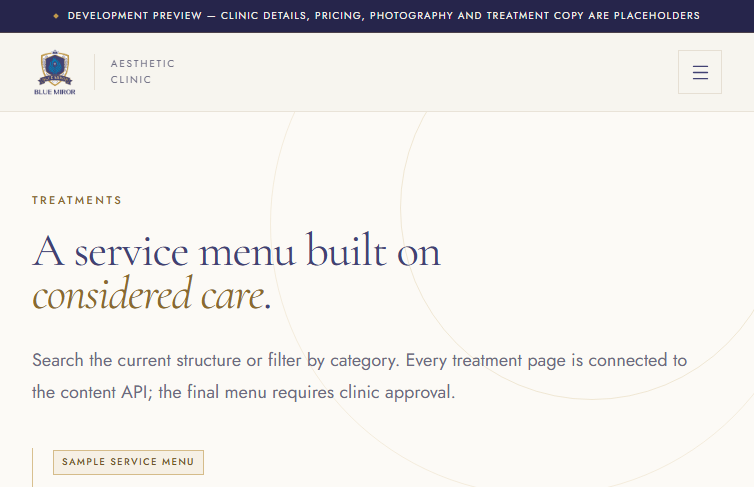 DEVELOPMENT PREVIEW — CLINIC DETAILS, PRICING, PHOTOGRAPHY AND TREATMENT COPY ARE PLACEHOLDERS
BLUE MIROR
AESTHETIC
CLINIC
TREATMENTS
A service menu built on
considered care.
Search the current structure or filter by category. Every treatment page is connected to
the content API; the final menu requires clinic approval.
SAMPLE SERVICE MENU